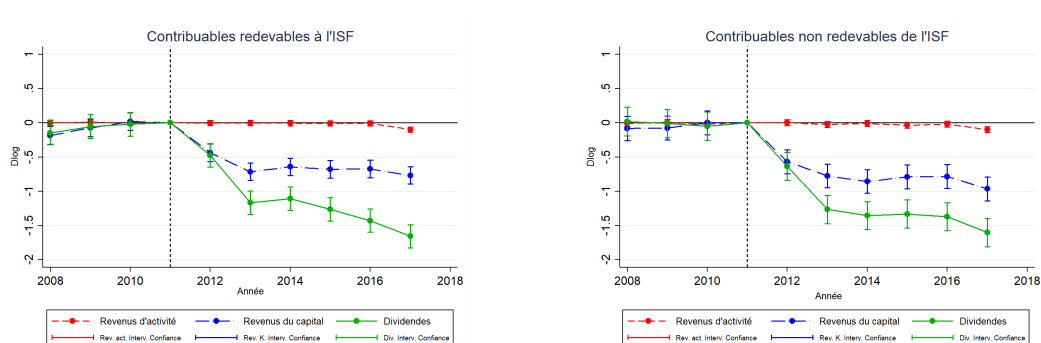 Contribuables redevables à l'ISF
1
.5
0
-.5
-1
-1.5
-2
Dlog
2008 2010 2012 2014 2016 2018
Année
Revenus d'activité Revenus du capital Dividendes
Rev. act. Interv. Confiance Rev. K. Interv. Confiance Div. Interv. Confiance
Contribuables non redevables de l'ISF
1
.5
0
-.5
-1
-1.5
-2
Dlog
2008 2010 2012 2014 2016 2018
Année
Revenus d'activité Revenus du capital Dividendes
Rev. act. Interv. Confiance Rev. K. Interv. Confiance Div. Interv. Confiance